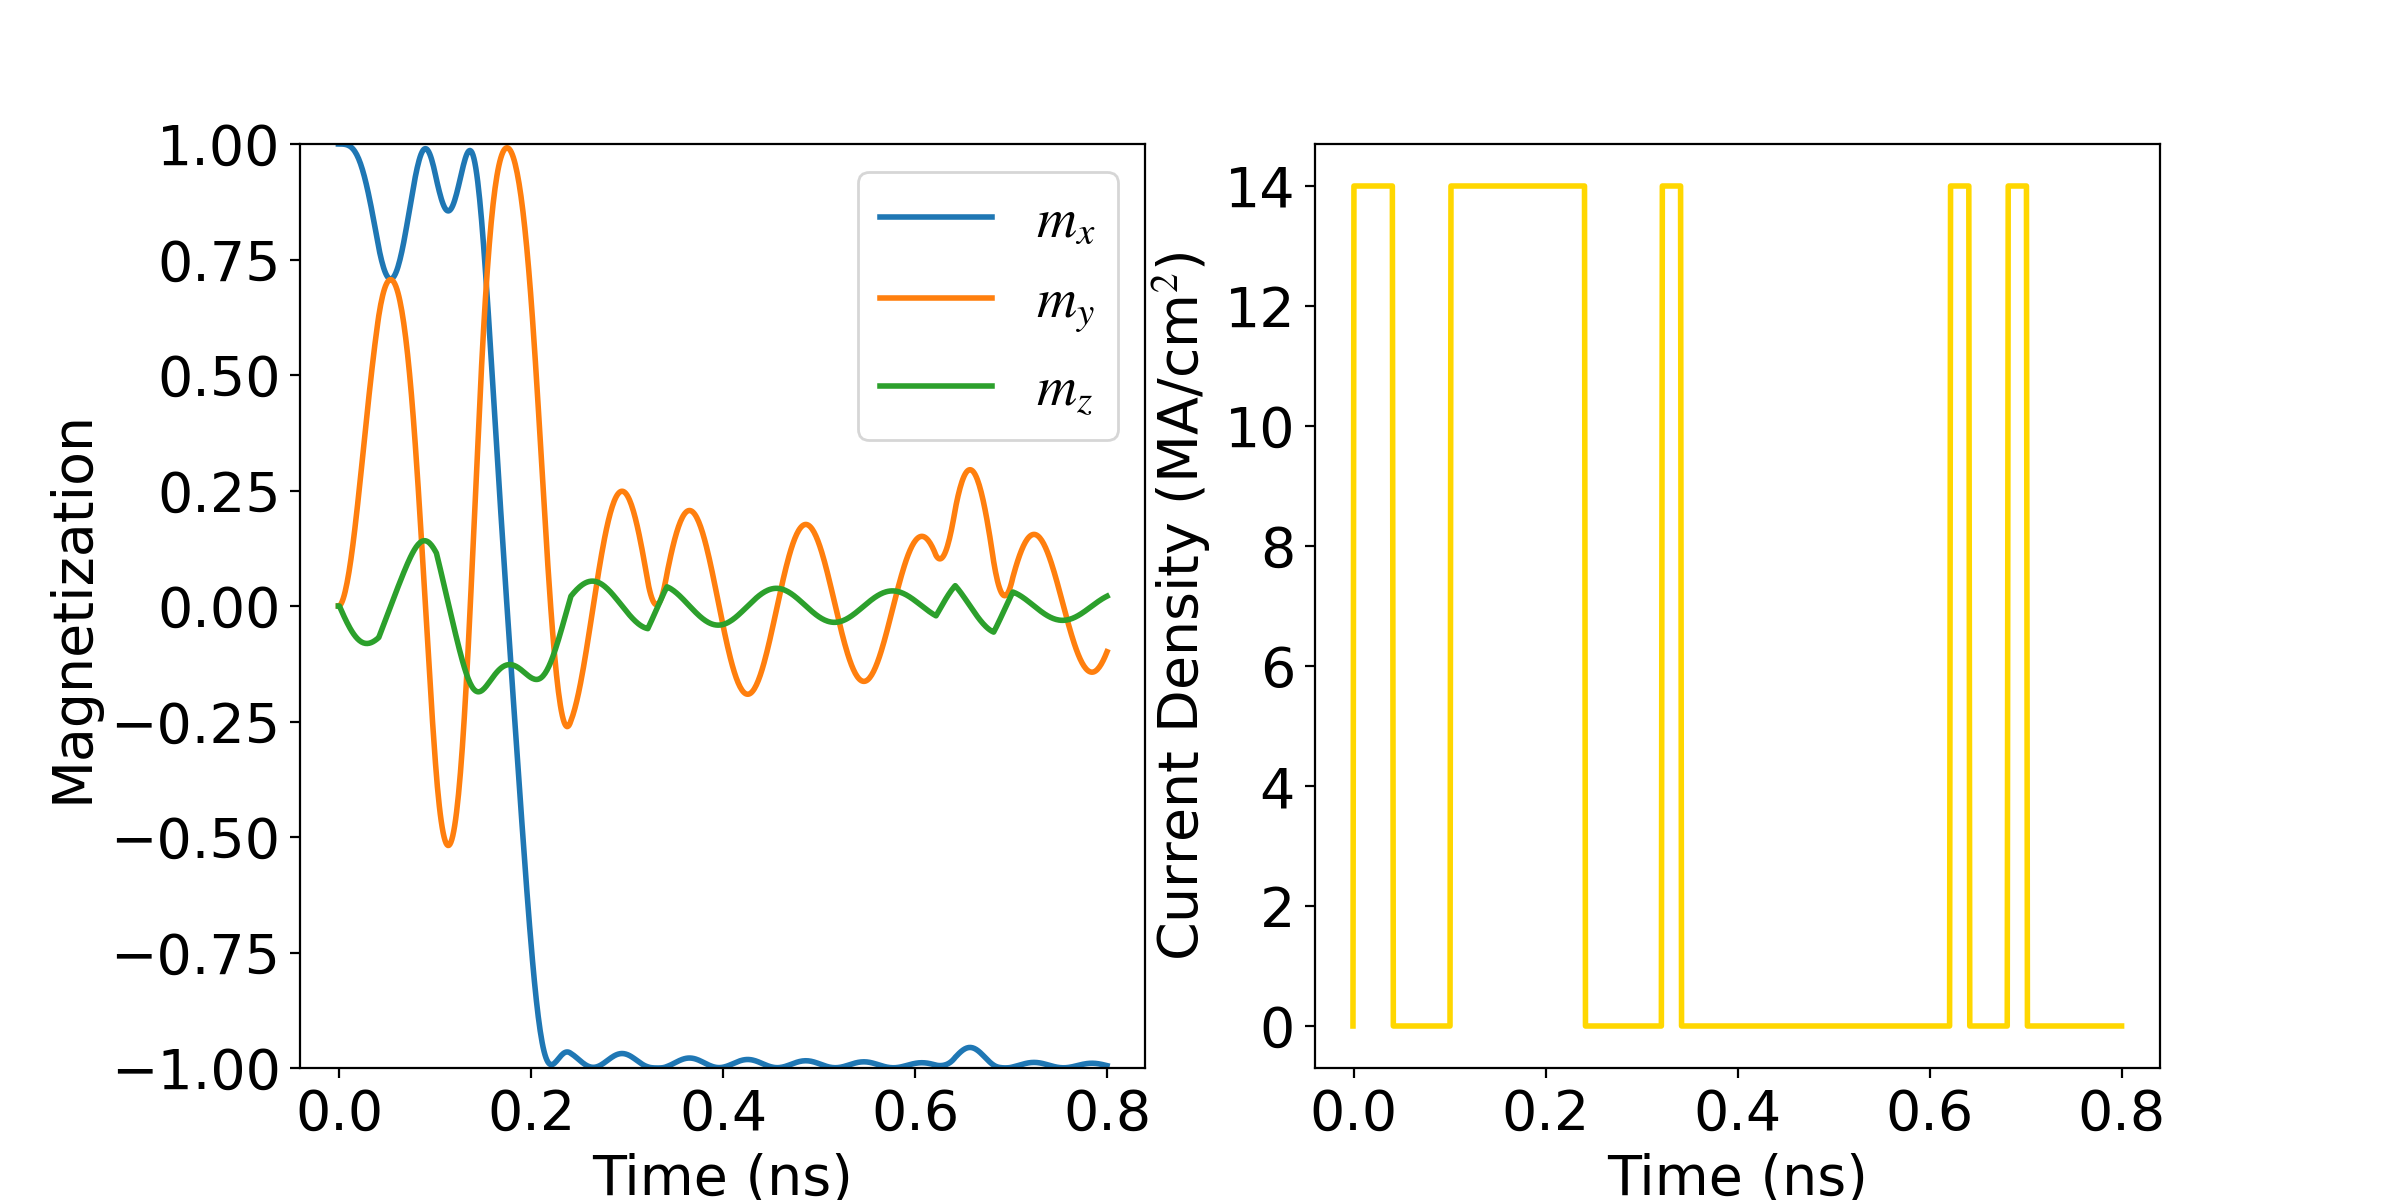 Magnetization
1.00
0.75
0.50
0.25
0.00
−0.25
−0.50
−0.75
−1.00
0.0 0.2 0.4 0.6 0.8
Time (ns)
m_x
m_y
m_z
Current Density (MA/cm²)
14
12
10
8
6
4
2
0
0.0 0.2 0.4 0.6 0.8
Time (ns)